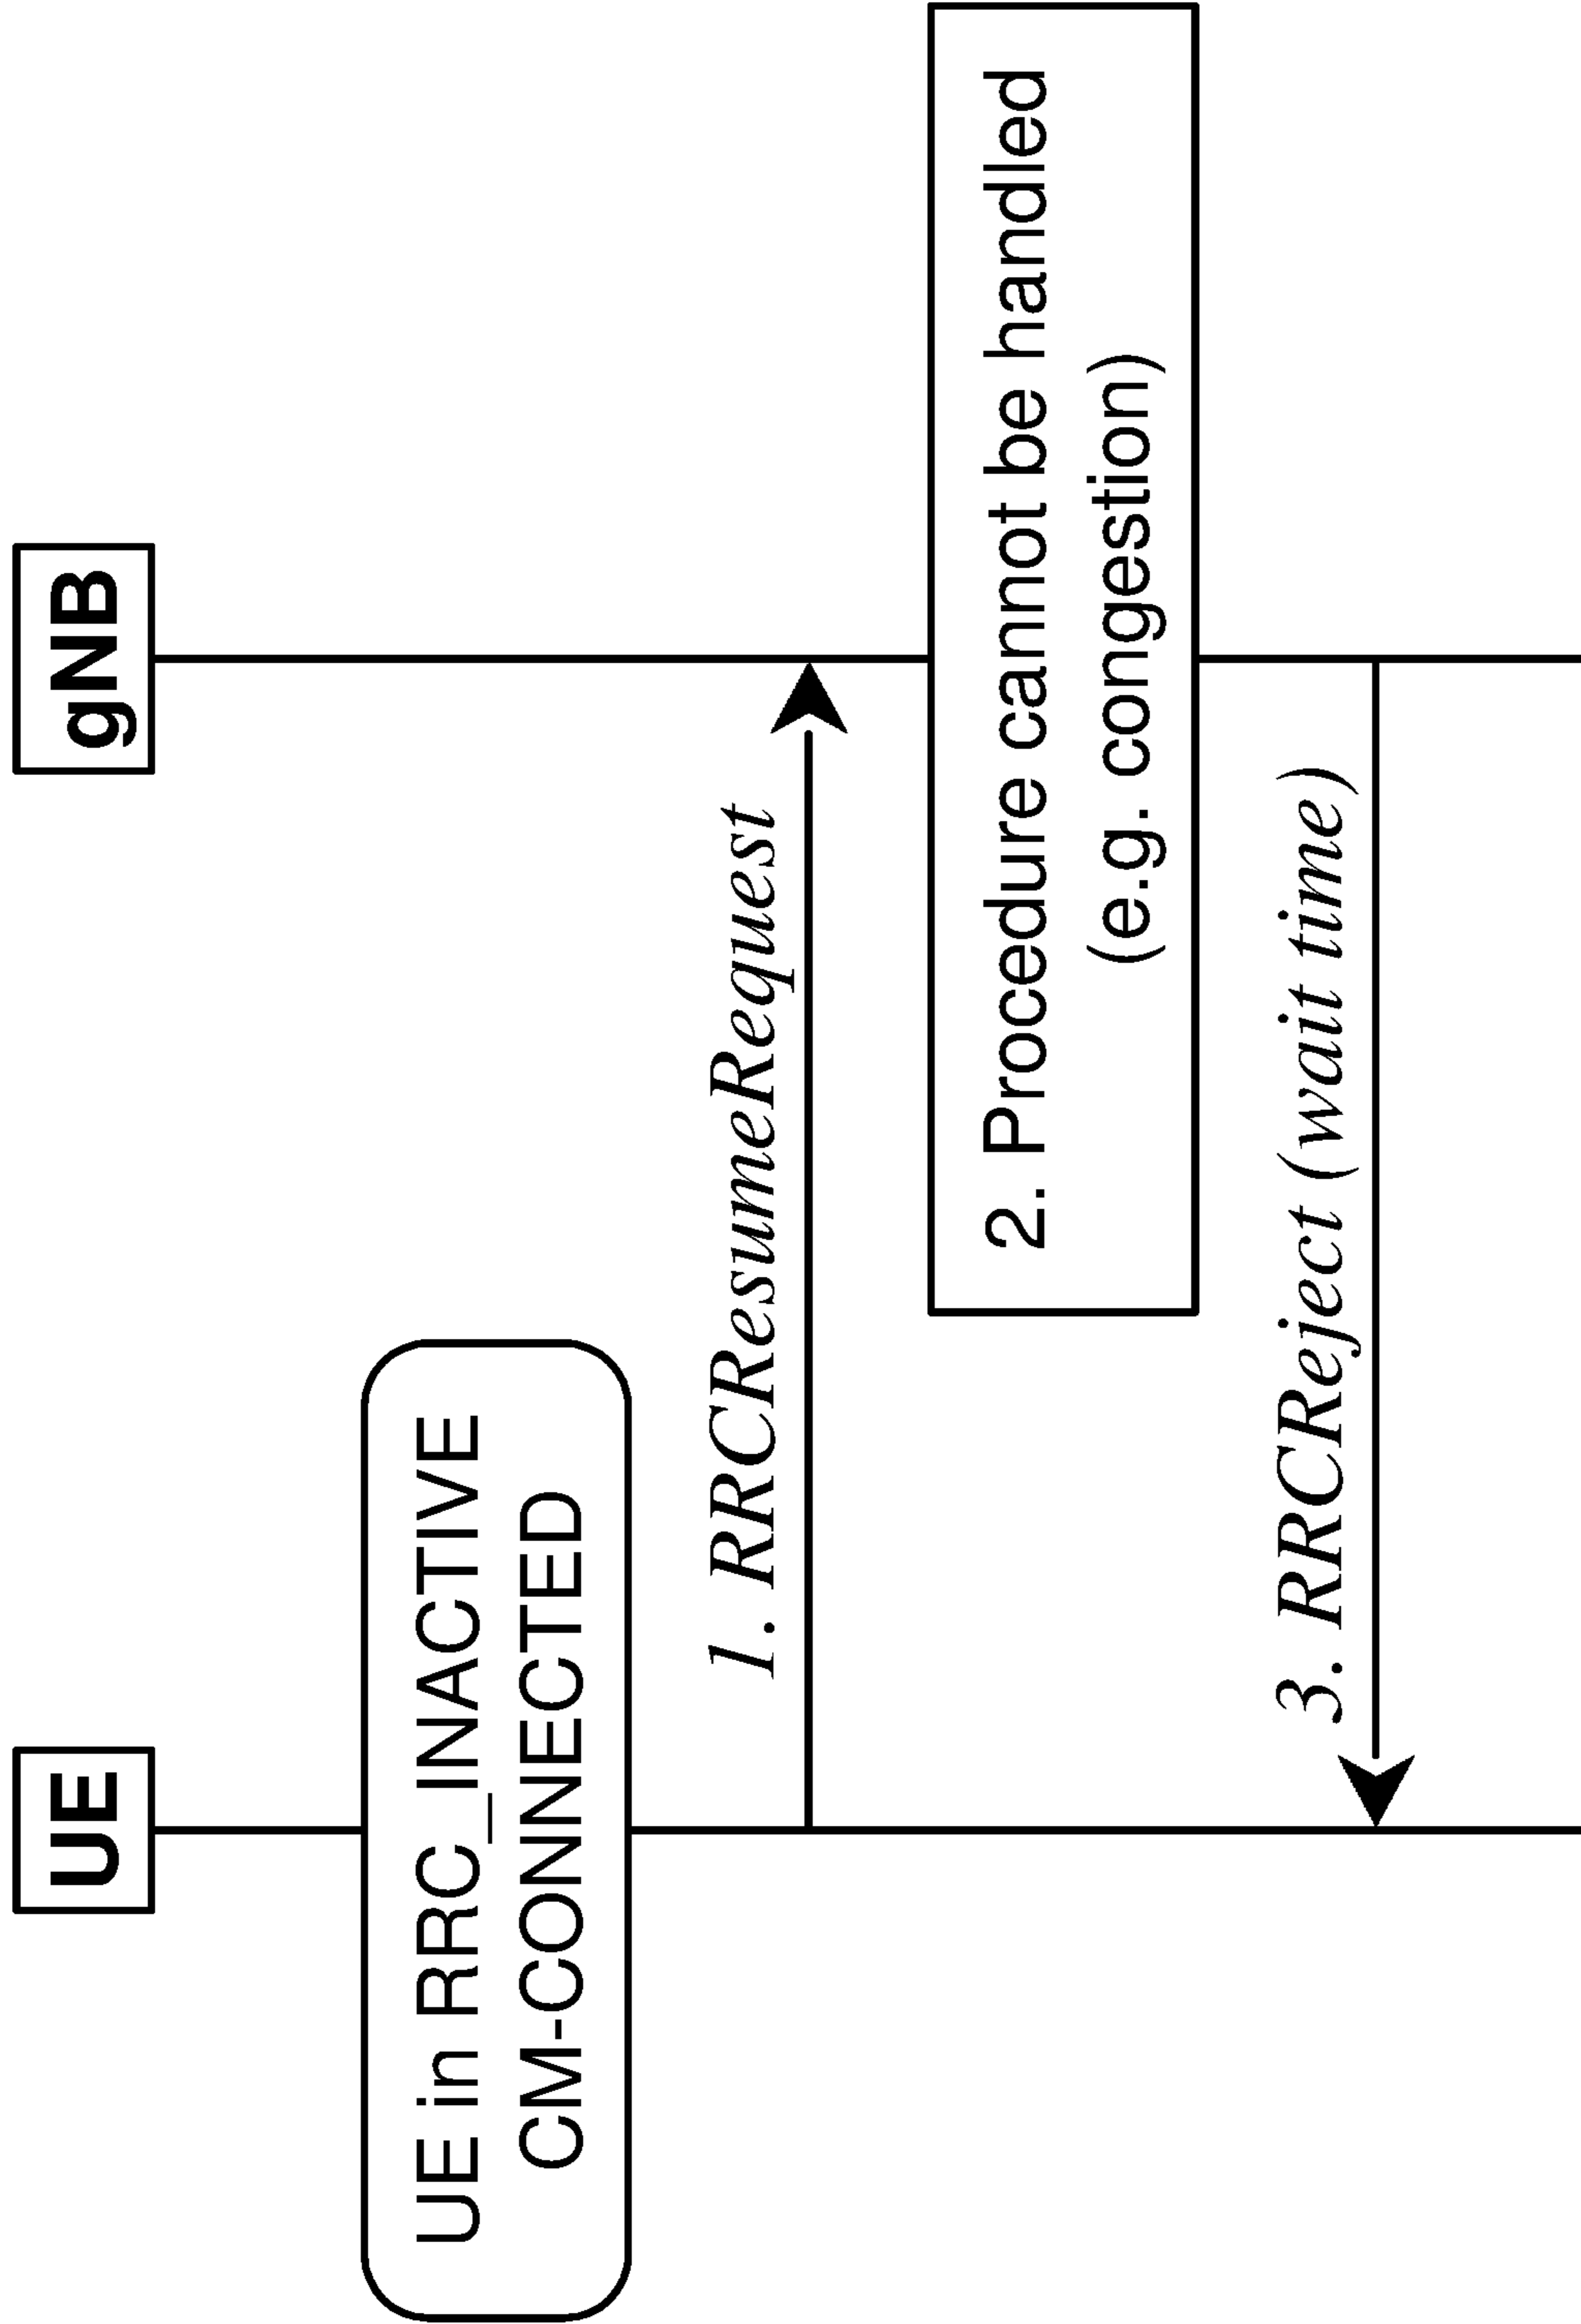 UE
gNB
UE in RRC_INACTIVE
CM-CONNECTED
1. RRCResumeRequest
2. Procedure cannot be handled
(e.g. congestion)
3. RRCReject (wait time)